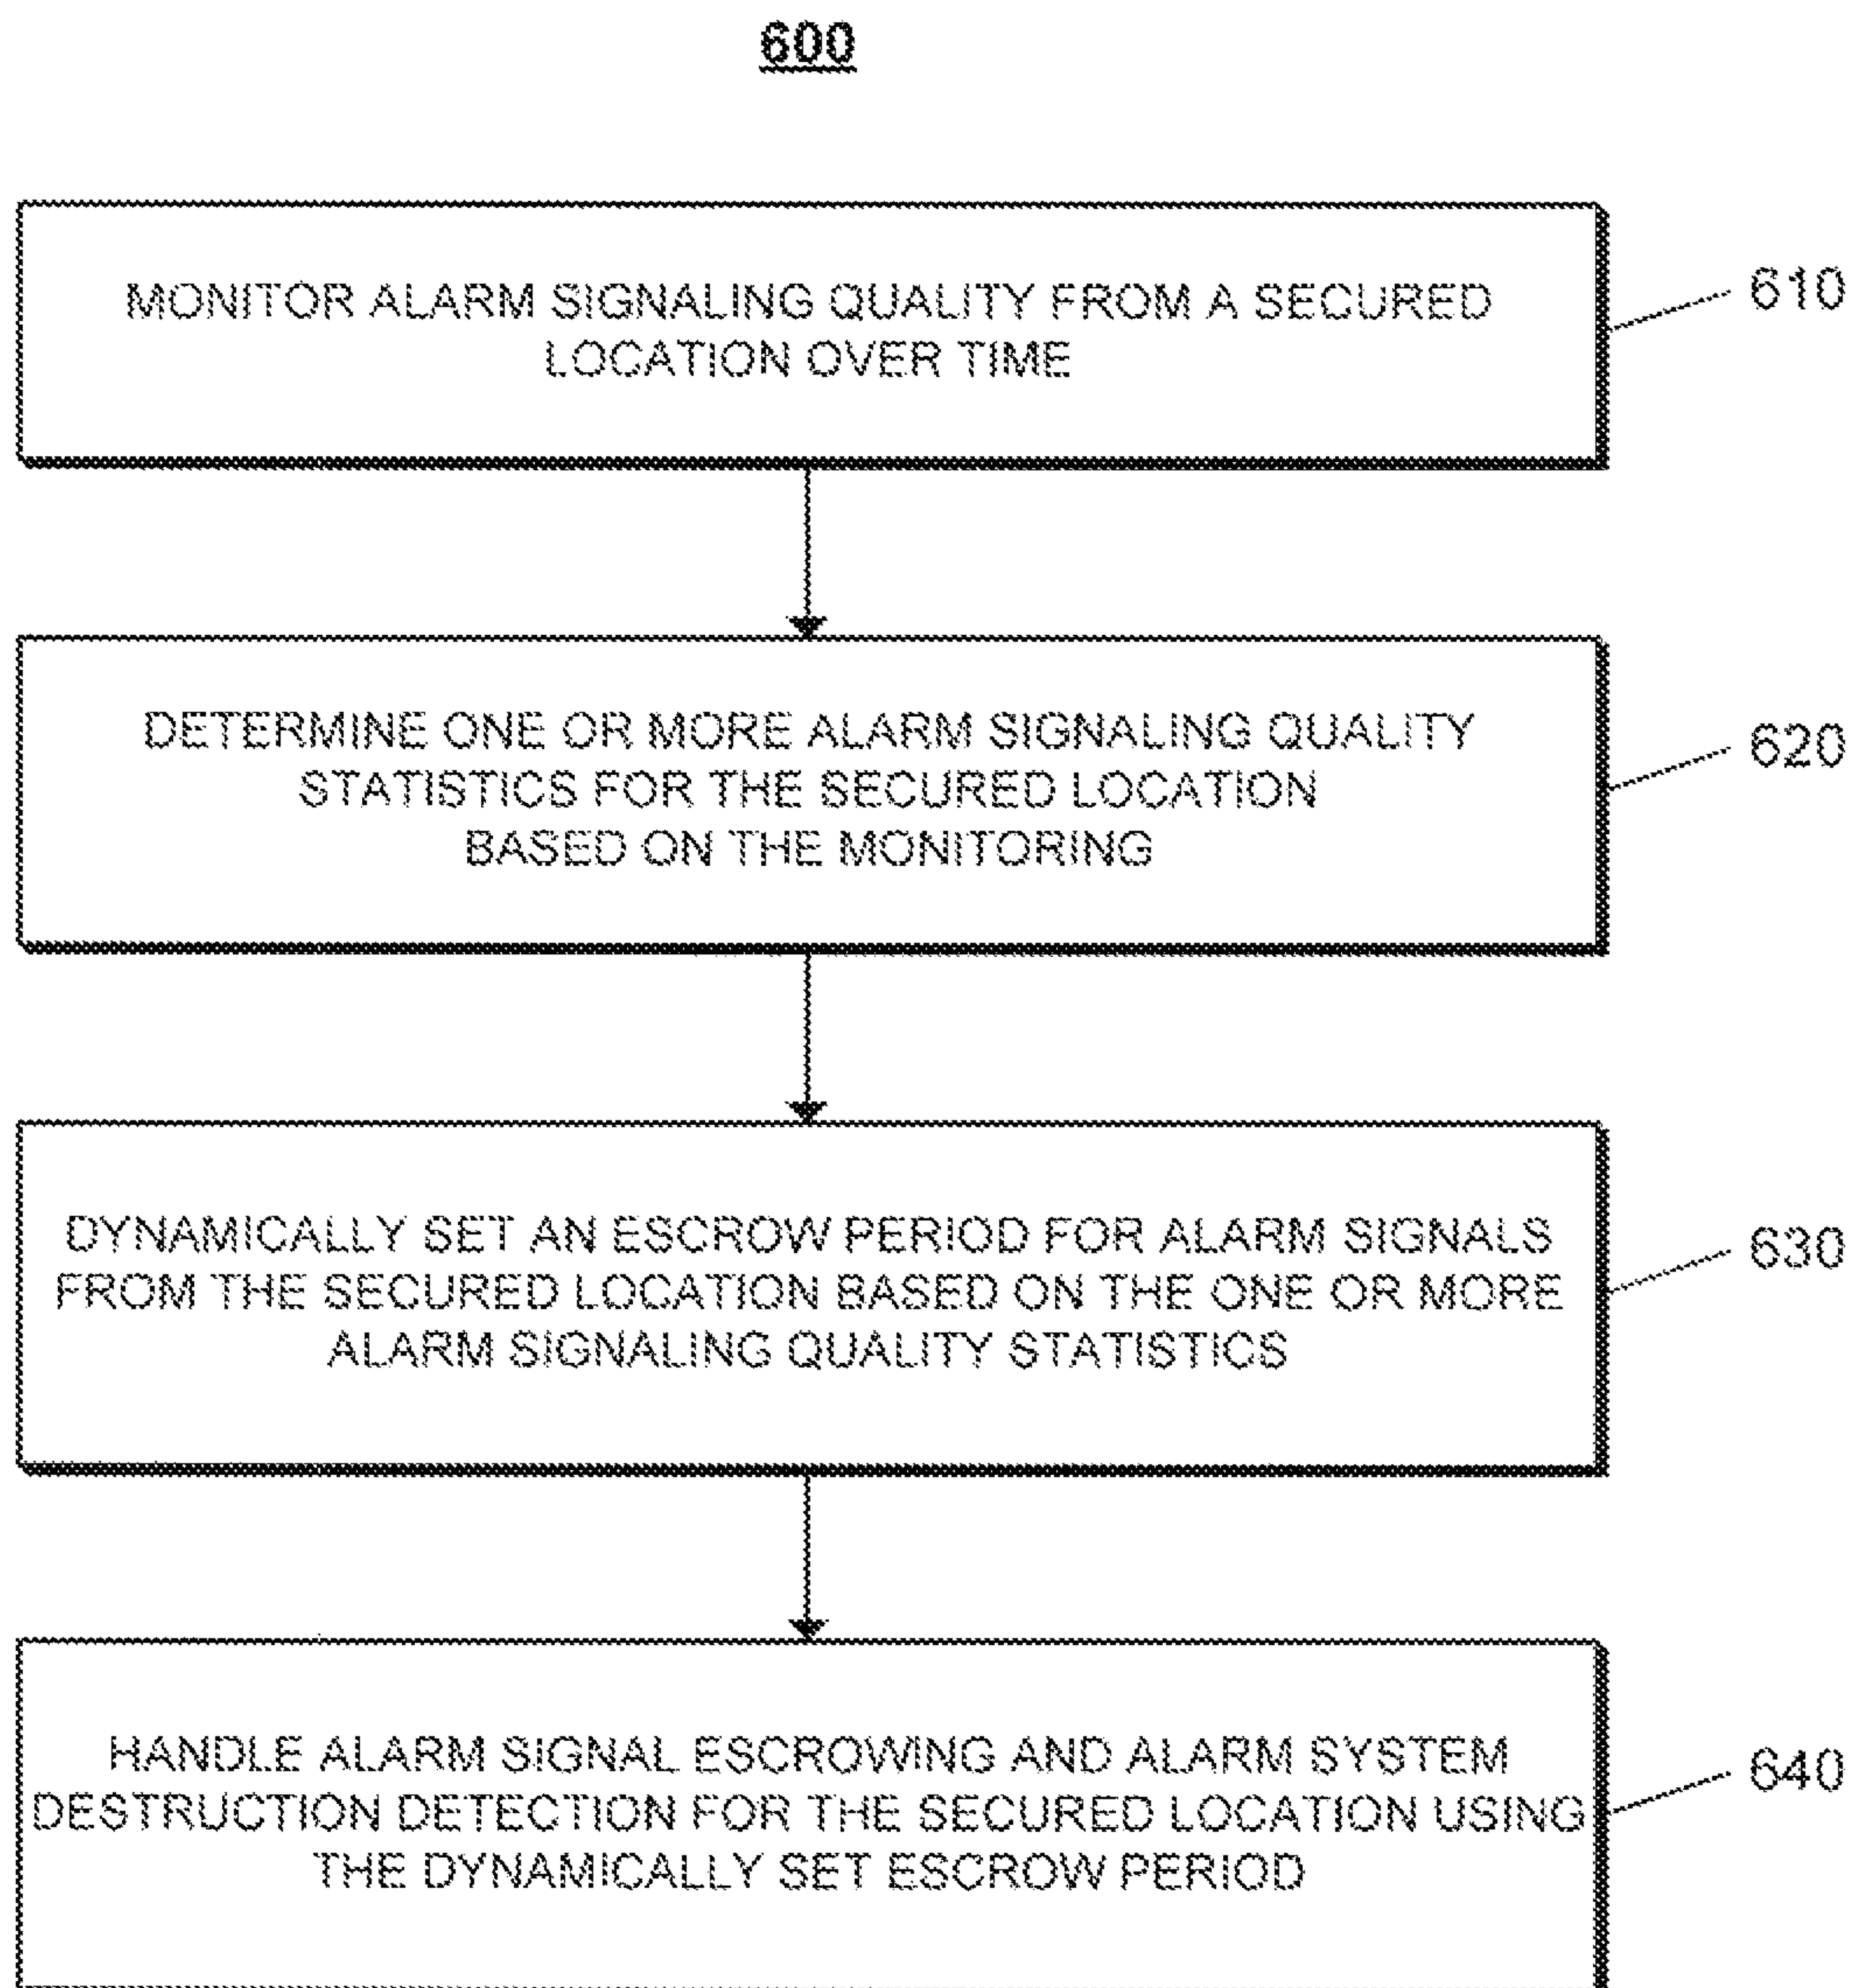 600
MONITOR ALARM SIGNALING QUALITY FROM A SECURED
LOCATION OVER TIME
610
DETERMINE ONE OR MORE ALARM SIGNALING QUALITY
STATISTICS FOR THE SECURED LOCATION
BASED ON THE MONITORING
620
DYNAMICALLY SET AN ESCROW PERIOD FOR ALARM SIGNALS
FROM THE SECURED LOCATION BASED ON THE ONE OR MORE
ALARM SIGNALING QUALITY STATISTICS
630
HANDLE ALARM SIGNAL ESCROWING AND ALARM SYSTEM
DESTRUCTION DETECTION FOR THE SECURED LOCATION USING
THE DYNAMICALLY SET ESCROW PERIOD
640